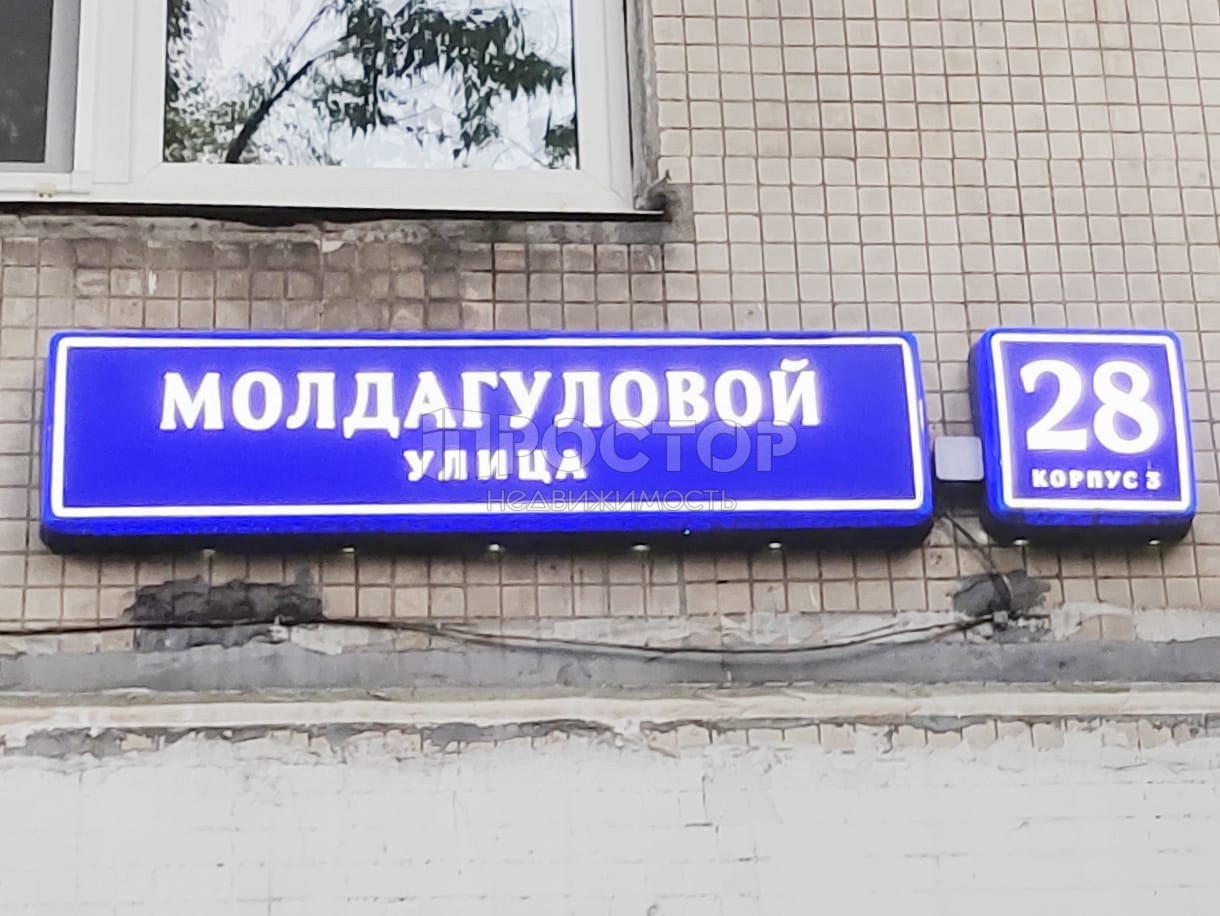 МОЛДАГУЛОВОЙ
УЛИЦА
28
КОРПУС 3
ПРОСТОР
НЕДВИЖИМОСТЬ